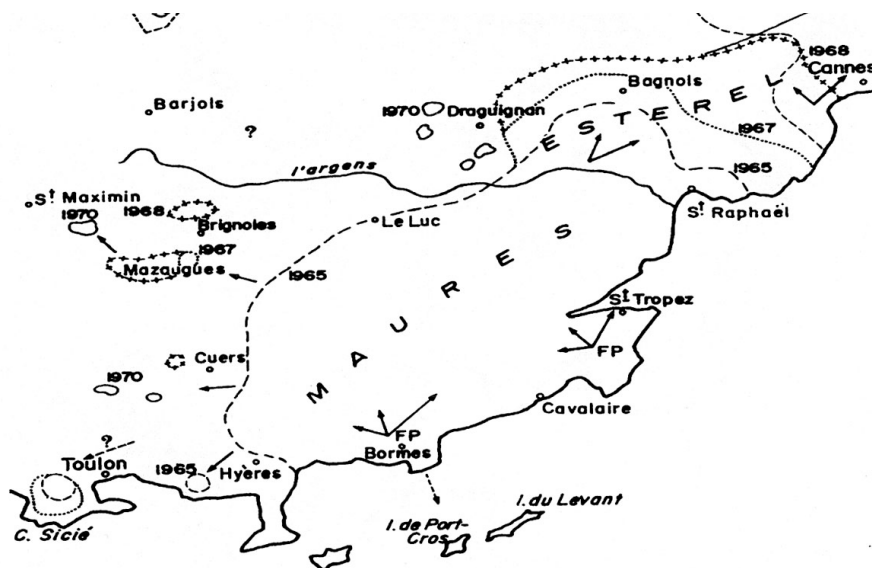 1968
Cannes
Bagnols
Barjols
1970
Draguignan
ESTEREL
?
1967
l'argens
1965
St Maximin
1970
1968
Brignoles
Le Luc
St Raphaël
1967
Mazaugues
1965
MAURES
St Tropez
Cuers
FP
1970
Cavalaire
FP
?
Bormes
Toulon
1965
Hyères
I. du Levant
I. de Port-
Cros
C. Sicié